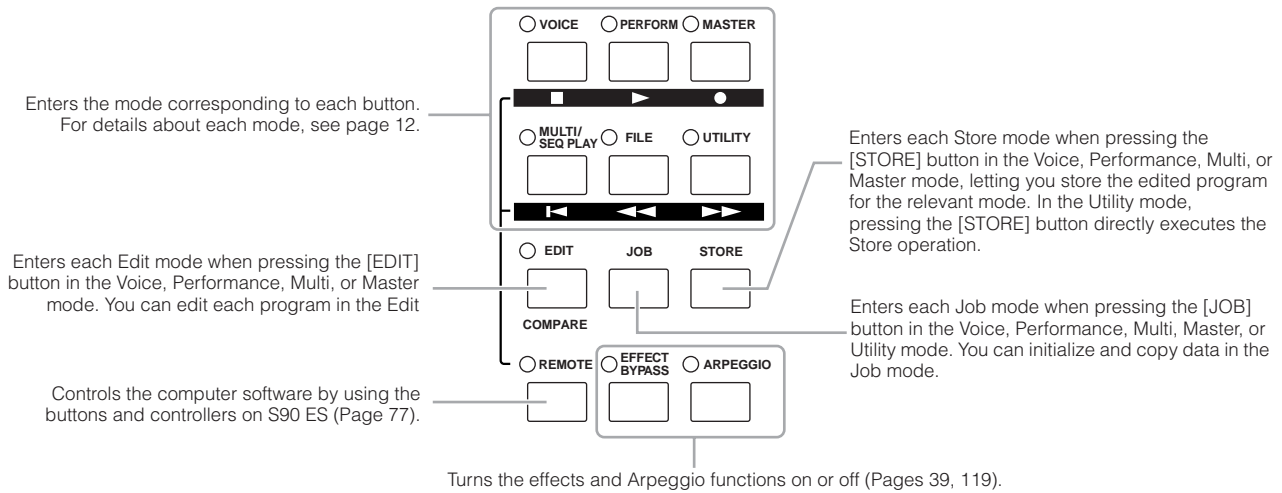 VOICE PERFORM MASTER
Enters the mode corresponding to each button.
For details about each mode, see page 12.
MULTI/
SEQ PLAY FILE UTILITY
Enters each Store mode when pressing the
[STORE] button in the Voice, Performance, Multi, or
Master mode, letting you store the edited program
for the relevant mode. In the Utility mode,
pressing the [STORE] button directly executes the
Store operation.
EDIT JOB STORE
Enters each Edit mode when pressing the [EDIT]
button in the Voice, Performance, Multi, or Master
mode. You can edit each program in the Edit
COMPARE
Enters each Job mode when pressing the [JOB]
button in the Voice, Performance, Multi, Master, or
Utility mode. You can initialize and copy data in the
Job mode.
REMOTE EFFECT
BYPASS ARPEGGIO
Controls the computer software by using the
buttons and controllers on S90 ES (Page 77).
Turns the effects and Arpeggio functions on or off (Pages 39, 119).